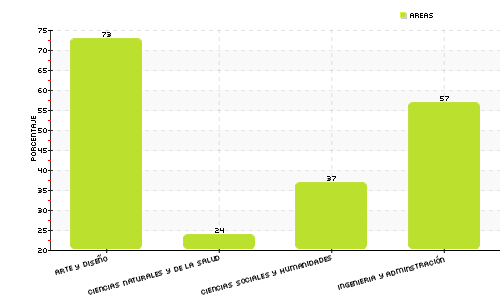 AREAS
PORCENTAJE
75
70
65
60
55
50
45
40
35
30
25
20
73
24
37
57
ARTE Y DISEÑO
CIENCIAS NATURALES Y DE LA SALUD
CIENCIAS SOCIALES Y HUMANIDADES
INGENIERIA Y ADMINISTRACIÓN